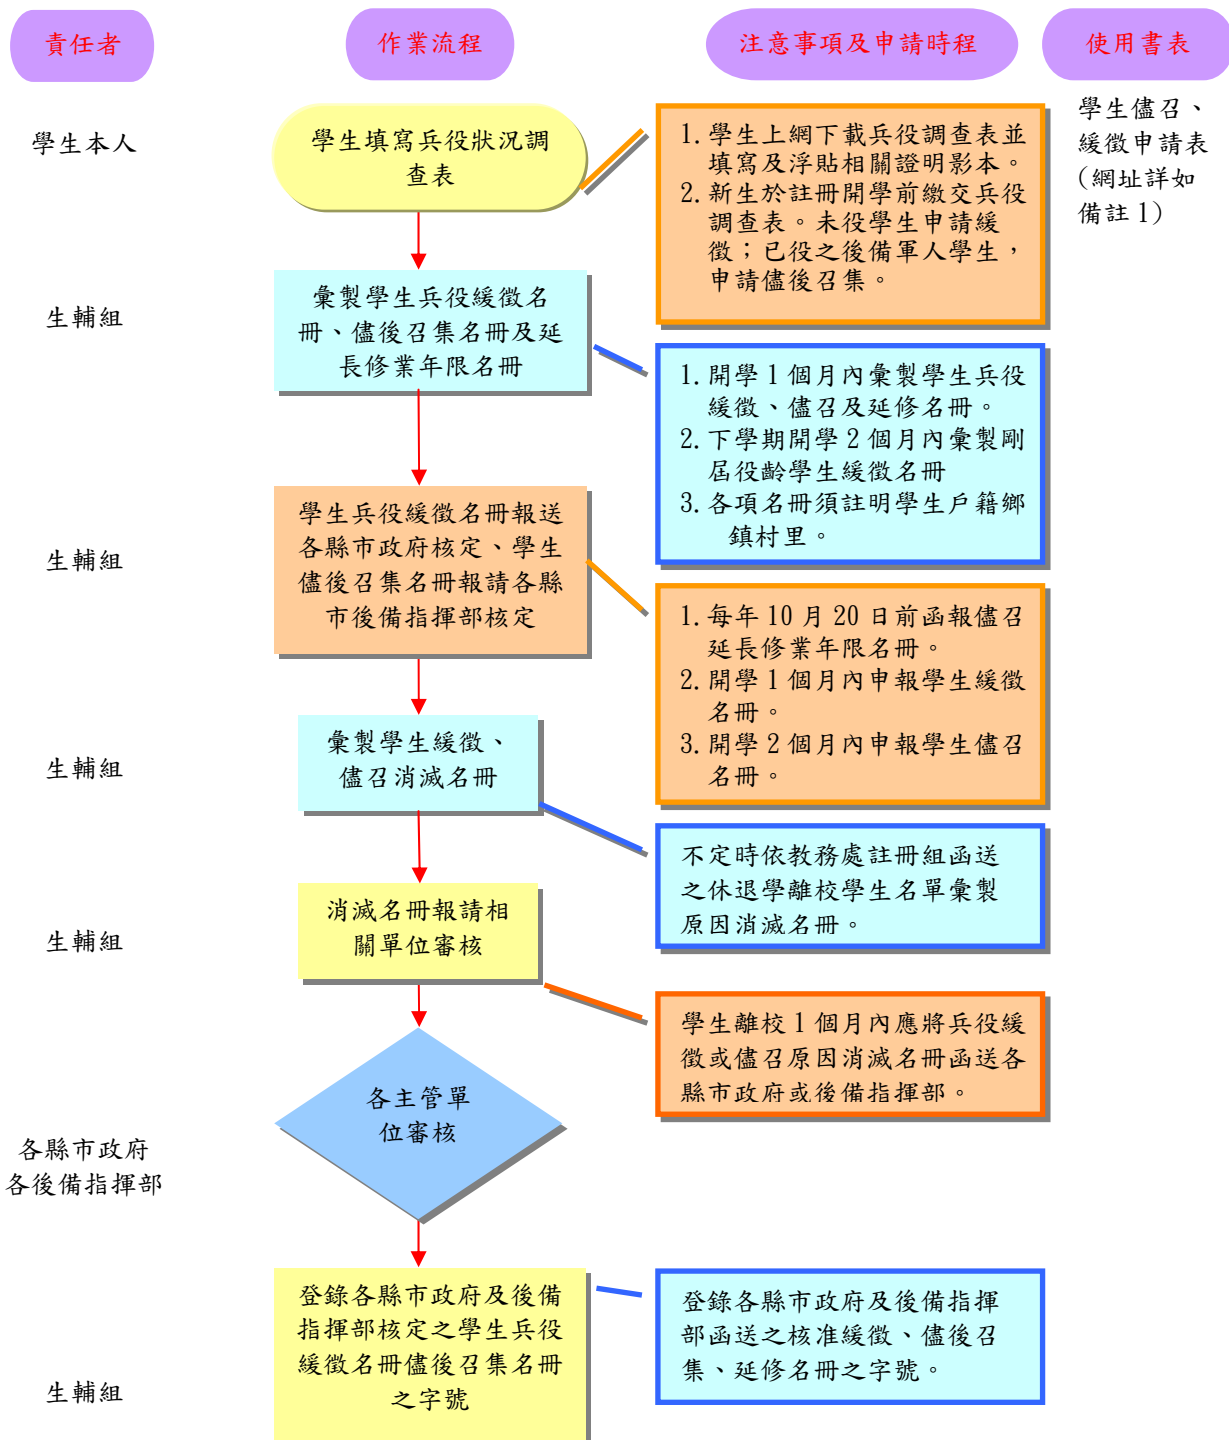 責任者
作業流程
注意事項及申請時程
使用書表
學生本人
學生填寫兵役狀況調
查表
1. 學生上網下載兵役調查表並
填寫及浮貼相關證明影本。
2. 新生於註冊開學前繳交兵役
調查表。未役學生申請緩
徵；已役之後備軍人學生，
申請儘後召集。
學生儘召、
緩徵申請表
(網址詳如
備註 1)
生輔組
彙製學生兵役緩徵名
冊、儘後召集名冊及延
長修業年限名冊
1. 開學 1 個月內彙製學生兵役
緩徵、儘召及延修名冊。
2. 下學期開學 2 個月內彙製剛
屆役齡學生緩徵名冊
3. 各項名冊須註明學生戶籍鄉
鎮村里。
生輔組
學生兵役緩徵名冊報送
各縣市政府核定、學生
儘後召集名冊報請各縣
市後備指揮部核定
1. 每年 10 月 20 日前函報儘召
延長修業年限名冊。
2. 開學 1 個月內申報學生緩徵
名冊。
3. 開學 2 個月內申報學生儘召
名冊。
生輔組
彙製學生緩徵、
儘召消滅名冊
不定時依教務處註冊組函送
之休退學離校學生名單彙製
原因消滅名冊。
生輔組
消滅名冊報請相
關單位審核
學生離校 1 個月內應將兵役緩
徵或儘召原因消滅名冊函送各
縣市政府或後備指揮部。
各縣市政府
各後備指揮部
各主管單
位審核
生輔組
登錄各縣市政府及後備
指揮部核定之學生兵役
緩徵名冊儘後召集名冊
之字號
登錄各縣市政府及後備指揮
部函送之核准緩徵、儘後召
集、延修名冊之字號。